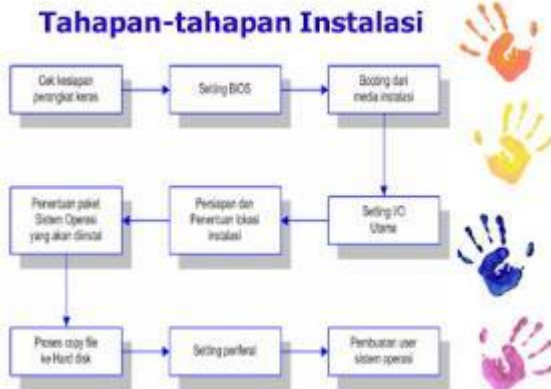 Tahapan-tahapan Instalasi
Cek kesiapan
perangkat keras
Setting BIOS
Booting dari
media instalasi
Setting I/O
Utama
Persiapan dan
Penentuan lokasi
instalasi
Penentuan paket
Sistem Operasi
yang akan diinstal
Proses copy file
ke Hard disk
Setting periferal
Pembuatan user
sistem operasi